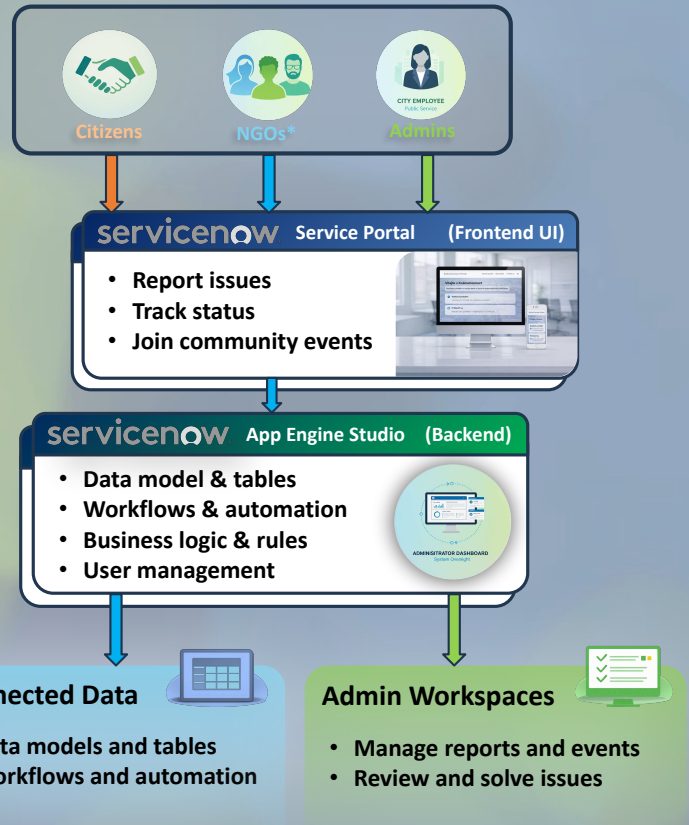 CITY EMPLOYEE
Public Service
Citizens NGOs* Admins
servicenow Service Portal (Frontend UI)
• Report issues
• Track status
• Join community events
servicenow App Engine Studio (Backend)
• Data model & tables
• Workflows & automation
• Business logic & rules
• User management
ADMINISITRATOR DASHBOARD
System Oversight
nected Data
ta models and tables
orkflows and automation
Admin Workspaces
• Manage reports and events
• Review and solve issues